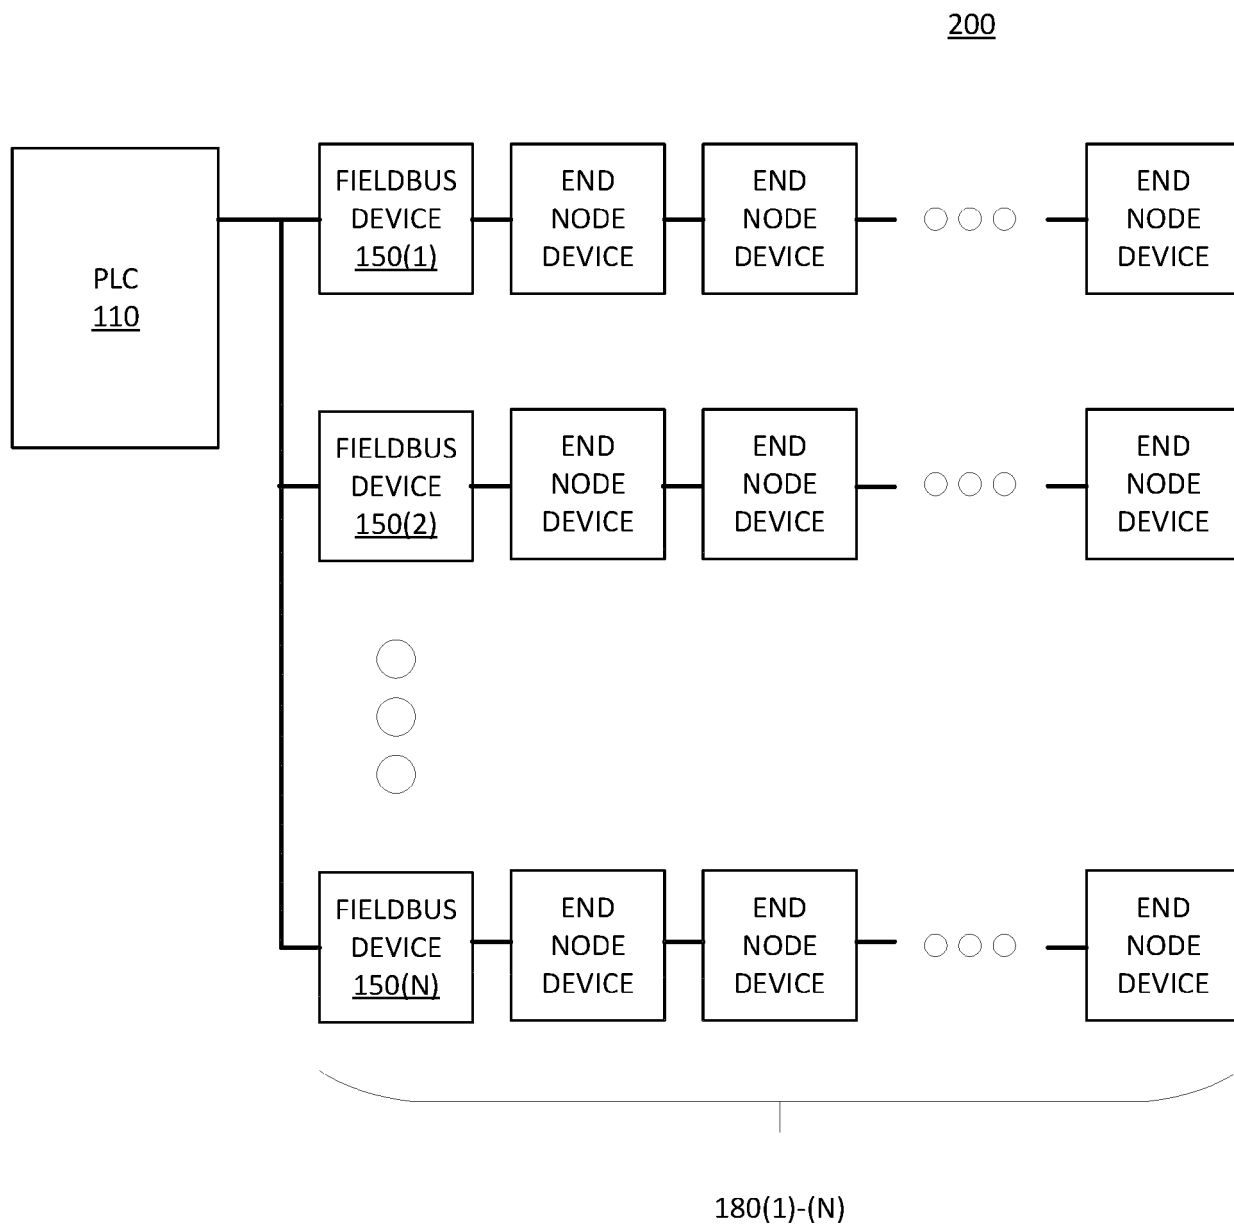 200
PLC
110
FIELDBUS
DEVICE
150(1)
END
NODE
DEVICE
END
NODE
DEVICE
END
NODE
DEVICE
FIELDBUS
DEVICE
150(2)
END
NODE
DEVICE
END
NODE
DEVICE
END
NODE
DEVICE
FIELDBUS
DEVICE
150(N)
END
NODE
DEVICE
END
NODE
DEVICE
END
NODE
DEVICE
180(1)-(N)